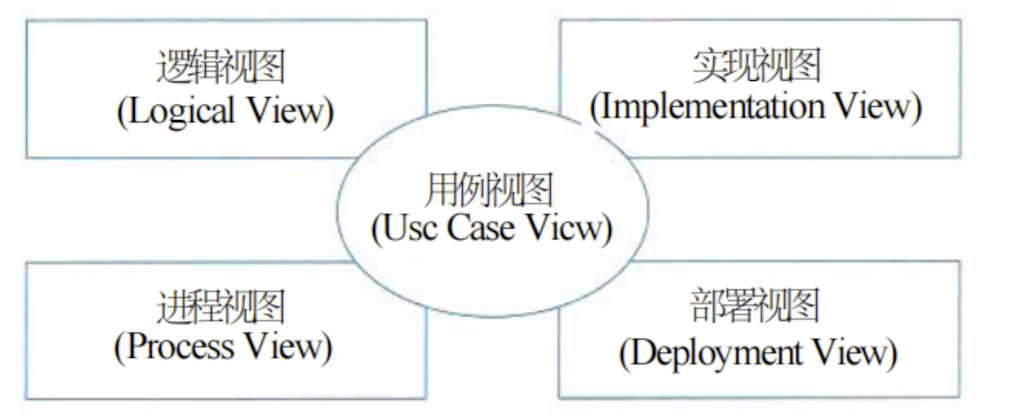 逻辑视图
(Logical View)
实现视图
(Implementation View)
用例视图
(Usc Case Vicw)
进程视图
(Process View)
部署视图
(Deployment View)